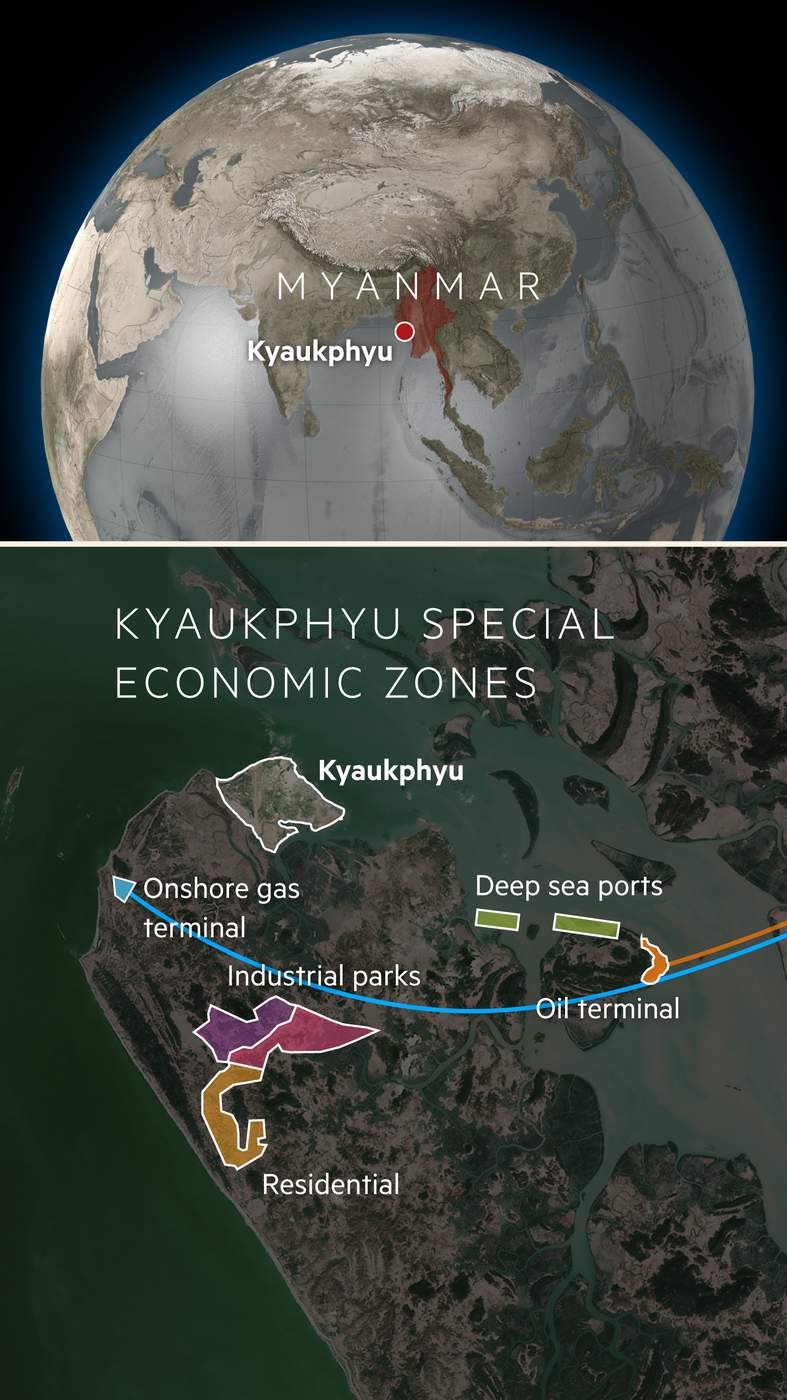 MYANMAR
Kyaukphyu
KYAUKPHYU SPECIAL
ECONOMIC ZONES
Kyaukphyu
Onshore gas
terminal
Deep sea ports
Industrial parks
Oil terminal
Residential